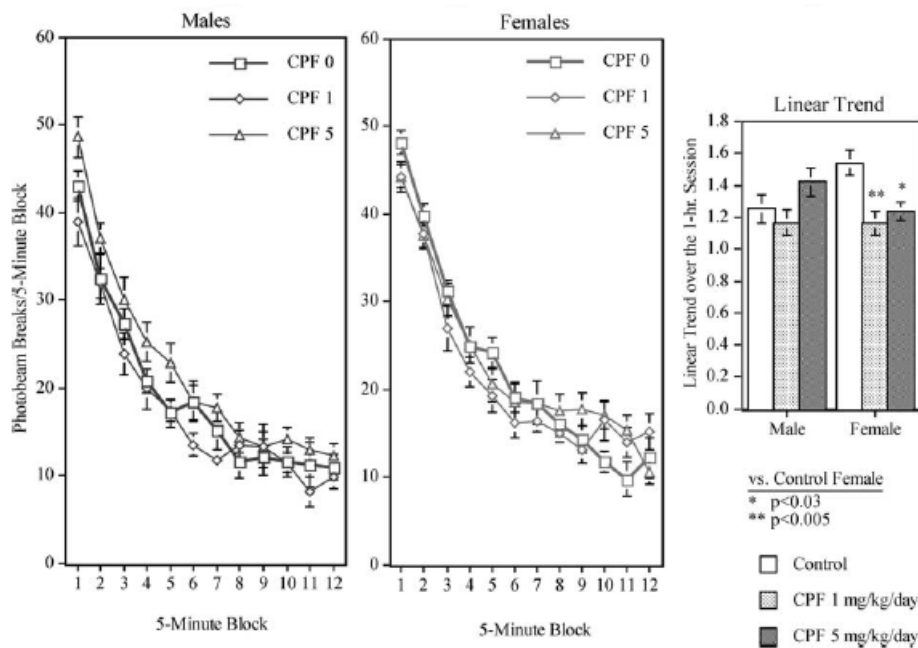 Males
Females
Photobeam Breaks/5-Minute Block
60
50
40
30
20
10
0
CPF 0
CPF 1
CPF 5
1 2 3 4 5 6 7 8 9 10 11 12
5-Minute Block
60
50
40
30
20
10
0
CPF 0
CPF 1
CPF 5
1 2 3 4 5 6 7 8 9 10 11 12
5-Minute Block
Linear Trend
Linear Trend over the 1-hr. Session
1.8
1.6
1.4
1.2
1.0
0.8
0.6
0.4
0.2
0.0
**
*
Male Female
vs. Control Female
* p<0.03
** p<0.005
Control
CPF 1 mg/kg/day
CPF 5 mg/kg/day